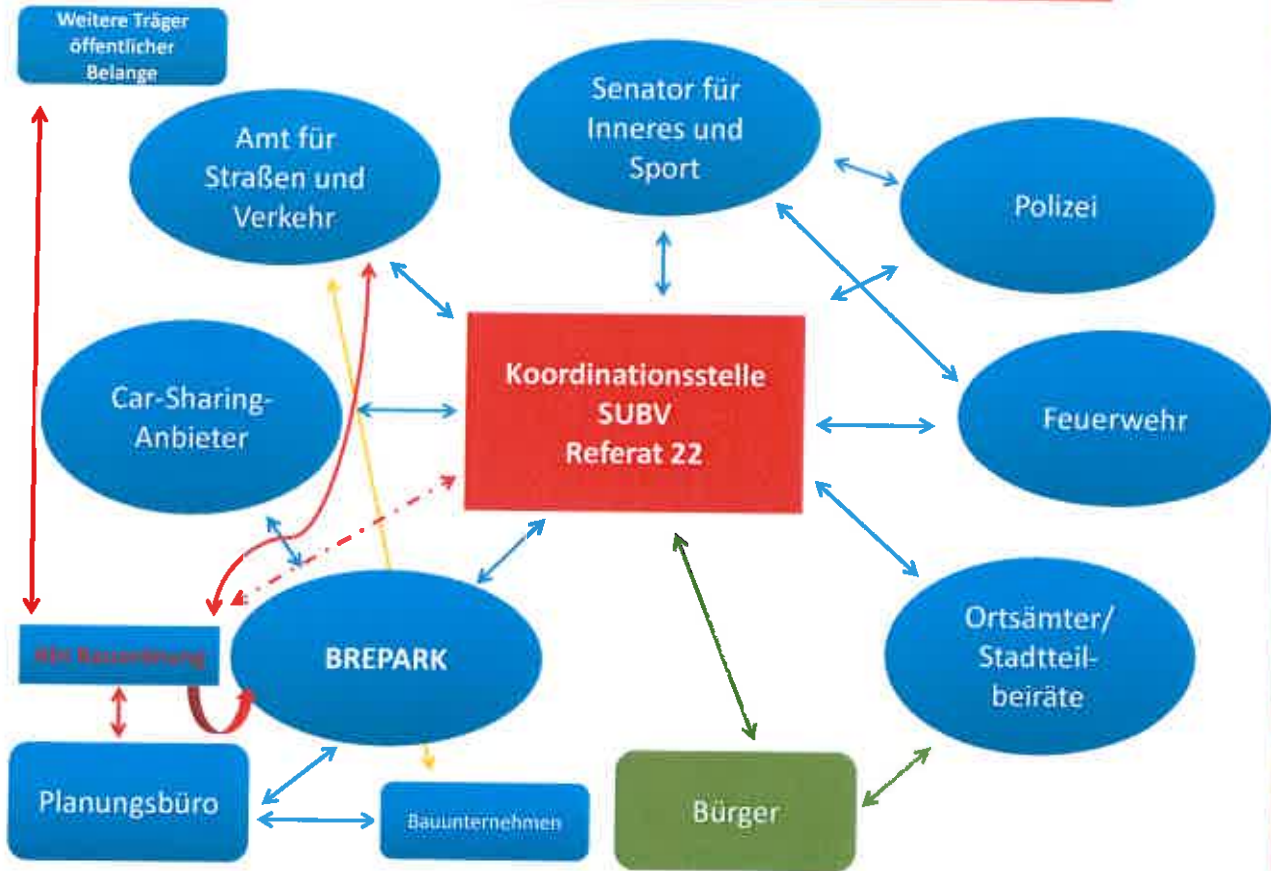 Weitere Träger
öffentlicher
Belange
Amt für
Straßen und
Verkehr
Senator für
Inneres und
Sport
Polizei
Car-Sharing-
Anbieter
Koordinationsstelle
SUBV
Referat 22
Feuerwehr
BREPARK
Ortsämter/
Stadtteil-
beiräte
Planungsbüro
Bauunternehmen
Bürger